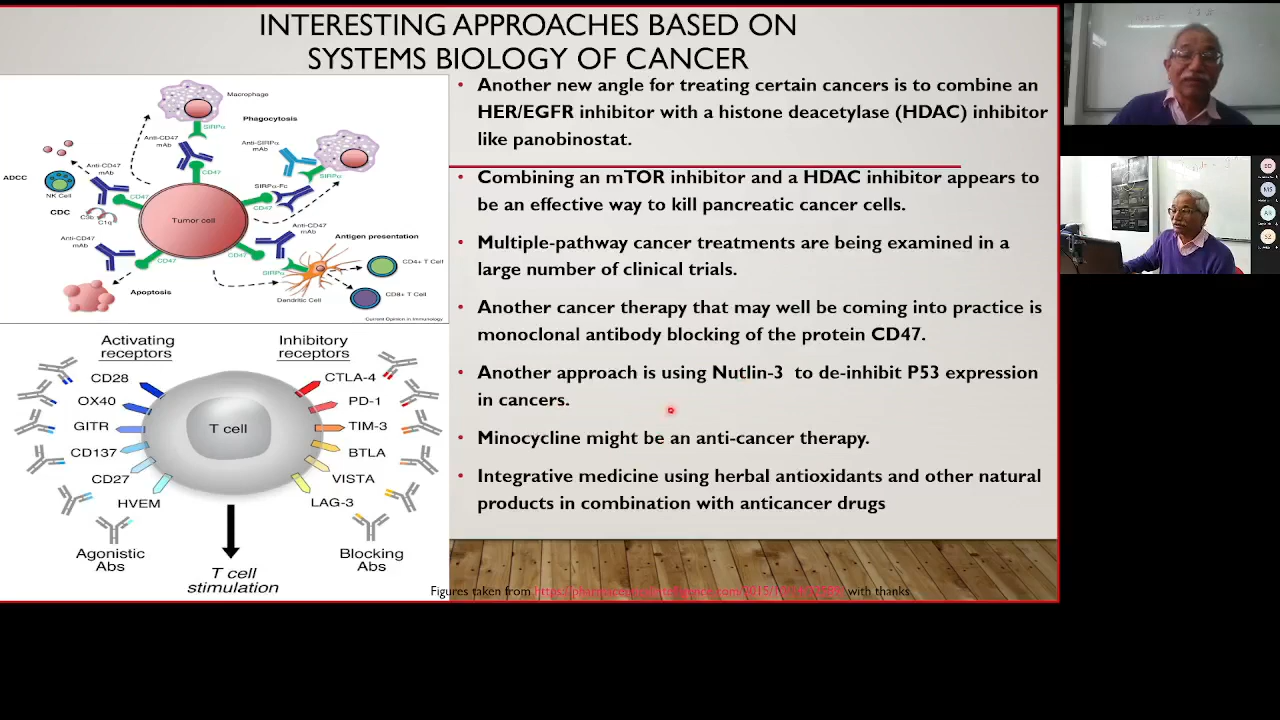 INTERESTING APPROACHES BASED ON
SYSTEMS BIOLOGY OF CANCER
Macrophage
SIRPα
Phagocytosis
Anti-CD47
mAb
CD47
Anti-SIRPα
mAb
SIRPα
SIRPα-Fc
CD47
ADCC
NK Cell
Anti-CD47
mAb
CD47
CDC
C3b
C1q
Tumor cell
Anti-CD47
mAb
CD47
Anti-CD47
mAb
CD47
Antigen presentation
SIRPα
CD4+ T Cell
CD8+ T Cell
Dendritic Cell
Apoptosis
Current Opinion in Immunology
Activating
receptors
Inhibitory
receptors
CD28
OX40
GITR
CD137
CD27
HVEM
T cell
CTLA-4
PD-1
TIM-3
BTLA
VISTA
LAG-3
Agonistic
Abs
Blocking
Abs
T cell
stimulation
• Another new angle for treating certain cancers is to combine an
HER/EGFR inhibitor with a histone deacetylase (HDAC) inhibitor
like panobinostat.
• Combining an mTOR inhibitor and a HDAC inhibitor appears to
be an effective way to kill pancreatic cancer cells.
• Multiple-pathway cancer treatments are being examined in a
large number of clinical trials.
• Another cancer therapy that may well be coming into practice is
monoclonal antibody blocking of the protein CD47.
• Another approach is using Nutlin-3 to de-inhibit P53 expression
in cancers.
• Minocycline might be an anti-cancer therapy.
• Integrative medicine using herbal antioxidants and other natural
products in combination with anticancer drugs
Figures taken from with thanks
MS
AR
SZ